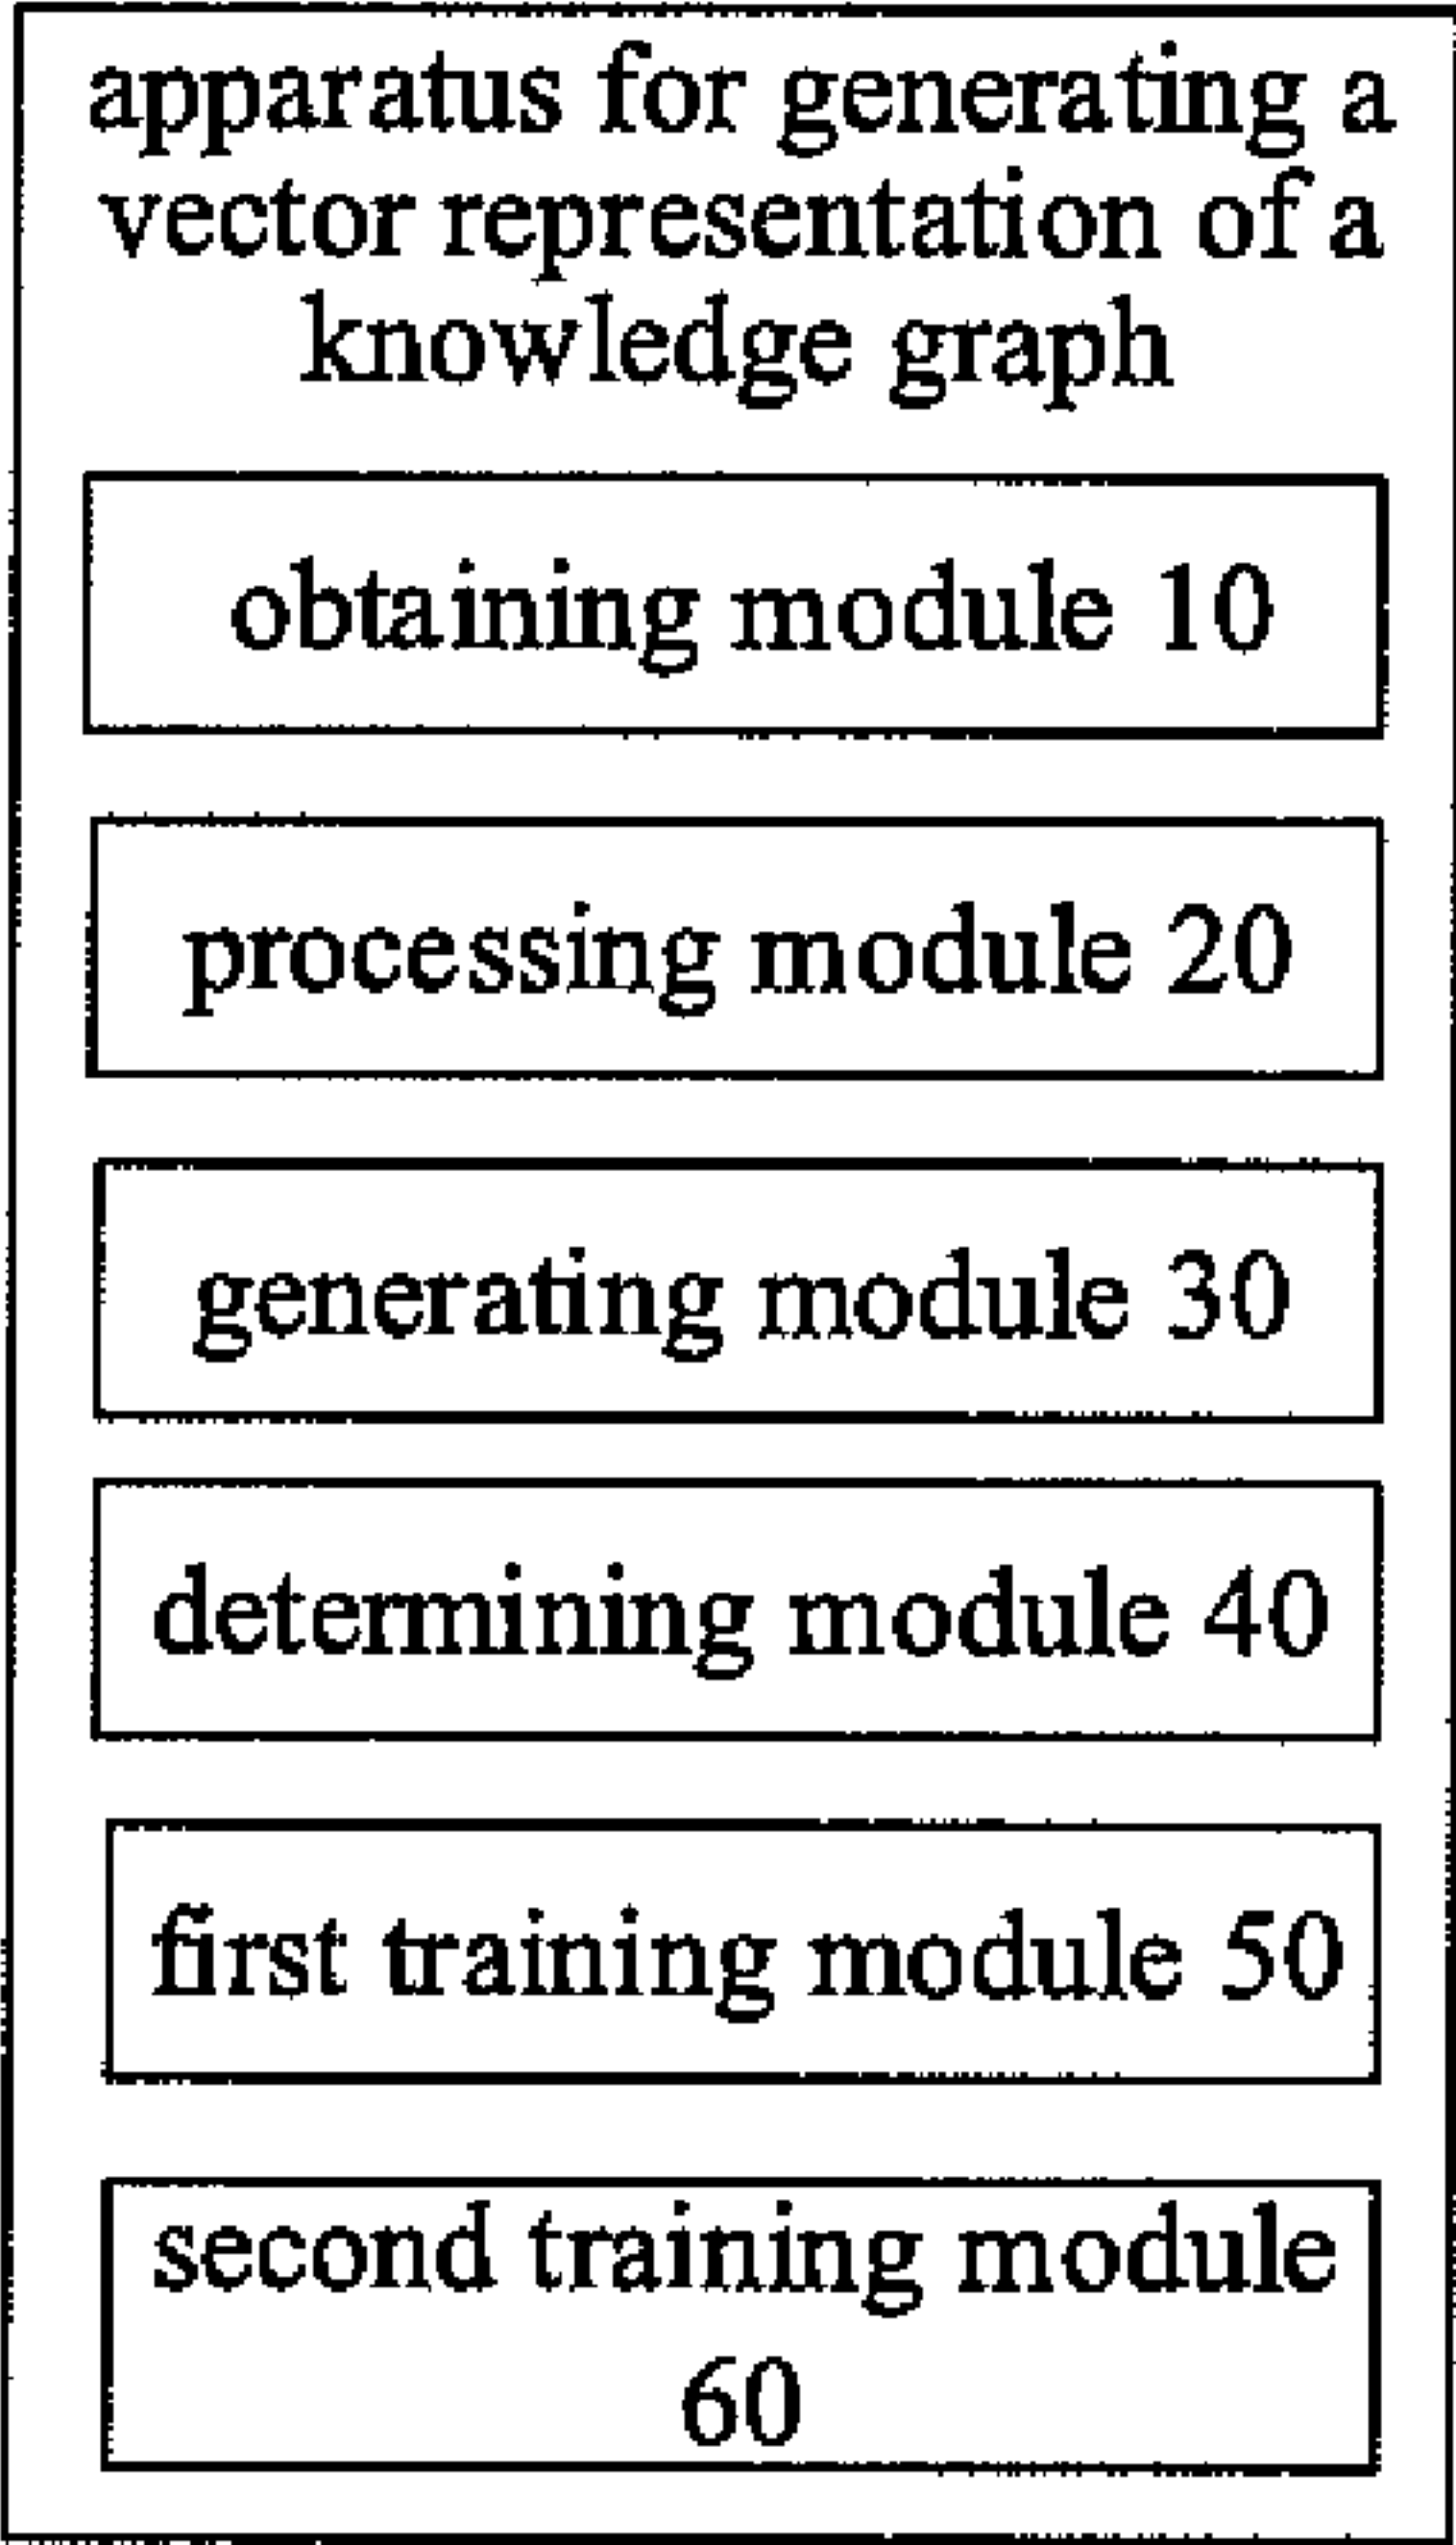 apparatus for generating a
vector representation of a
knowledge graph
obtaining module 10
processing module 20
generating module 30
determining module 40
first training module 50
second training module
60